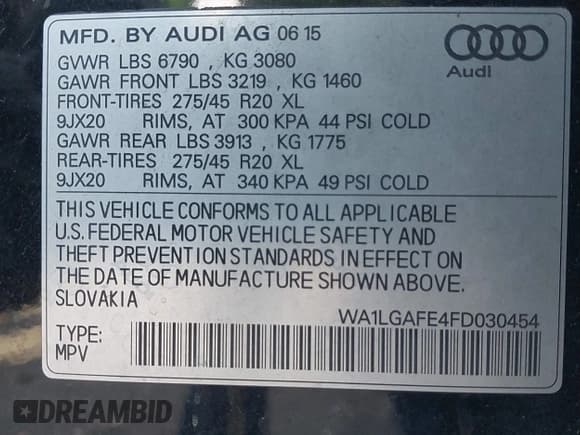 MFD. BY AUDI AG 06 15
GVWR LBS 6790 , KG 3080
GAWR FRONT LBS 3219 , KG 1460
FRONT-TIRES 275/45 R20 XL
9JX20 RIMS, AT 300 KPA 44 PSI COLD
GAWR REAR LBS 3913 , KG 1775
REAR-TIRES 275/45 R20 XL
9JX20 RIMS, AT 340 KPA 49 PSI COLD
Audi
THIS VEHICLE CONFORMS TO ALL APPLICABLE
U.S. FEDERAL MOTOR VEHICLE SAFETY AND
THEFT PREVENTION STANDARDS IN EFFECT ON
THE DATE OF MANUFACTURE SHOWN ABOVE.
SLOVAKIA
WA1LGAFE4FD030454
TYPE:
MPV
DREAMBID